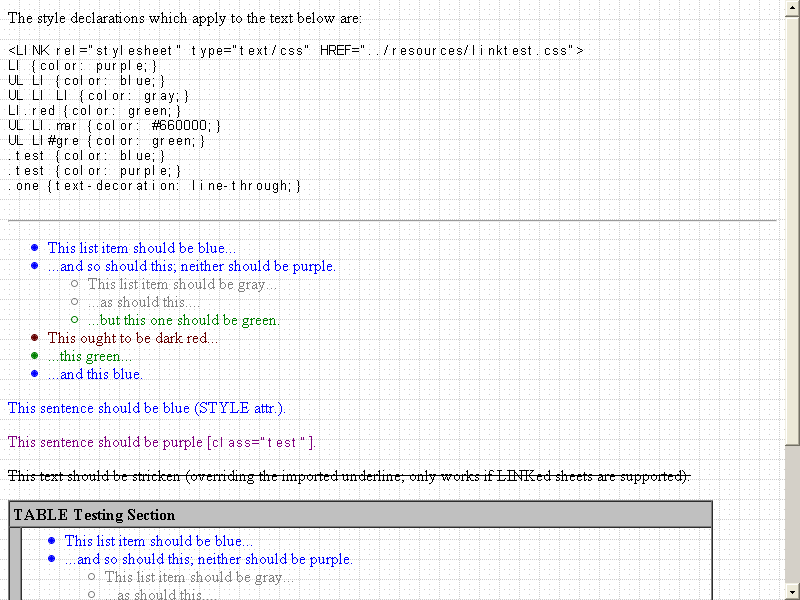 The style declarations which apply to the text below are:
<LINK rel="stylesheet" type="text/css" HREF="../resources/linktest.css">
LI {color: purple;}
UL LI {color: blue;}
UL LI LI {color: gray;}
LI.red {color: green;}
UL LI.mar {color: #660000;}
UL LI#gre {color: green;}
.test {color: blue;}
.test {color: purple;}
.one {text-decoration: line-through;}
This list item should be blue...
...and so should this; neither should be purple.
This list item should be gray...
...as should this....
...but this one should be green.
This ought to be dark red...
...this green...
...and this blue.
This sentence should be blue (STYLE attr.).
This sentence should be purple [class="test"].
This text should be stricken (overriding the imported underline; only works if LINKed sheets are supported).
TABLE Testing Section
This list item should be blue...
...and so should this; neither should be purple.
This list item should be gray...
...as should this....